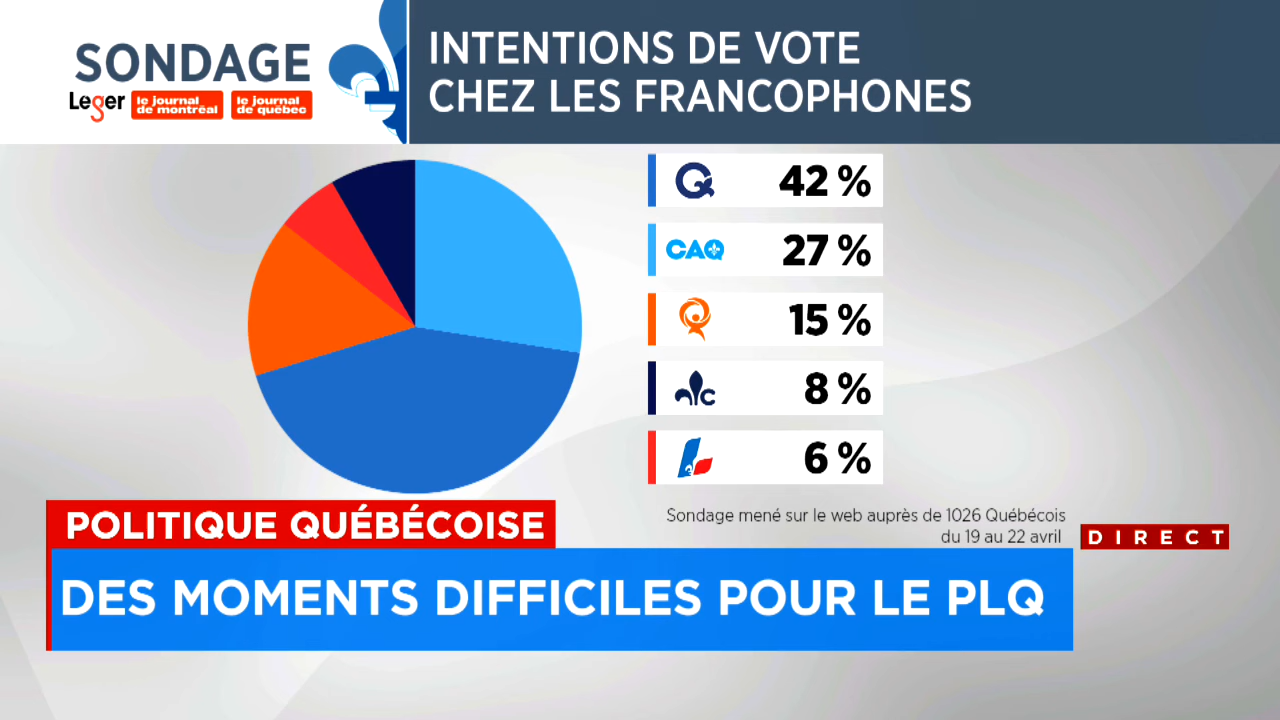 SONDAGE
Leger le journal de montréal le journal de québec
INTENTIONS DE VOTE
CHEZ LES FRANCOPHONES
42 %
CAQ 27 %
15 %
C 8 %
6 %
Sondage mené sur le web auprès de 1026 Québécois
du 19 au 22 avril
DIRECT
POLITIQUE QUÉBÉCOISE
DES MOMENTS DIFFICILES POUR LE PLQ